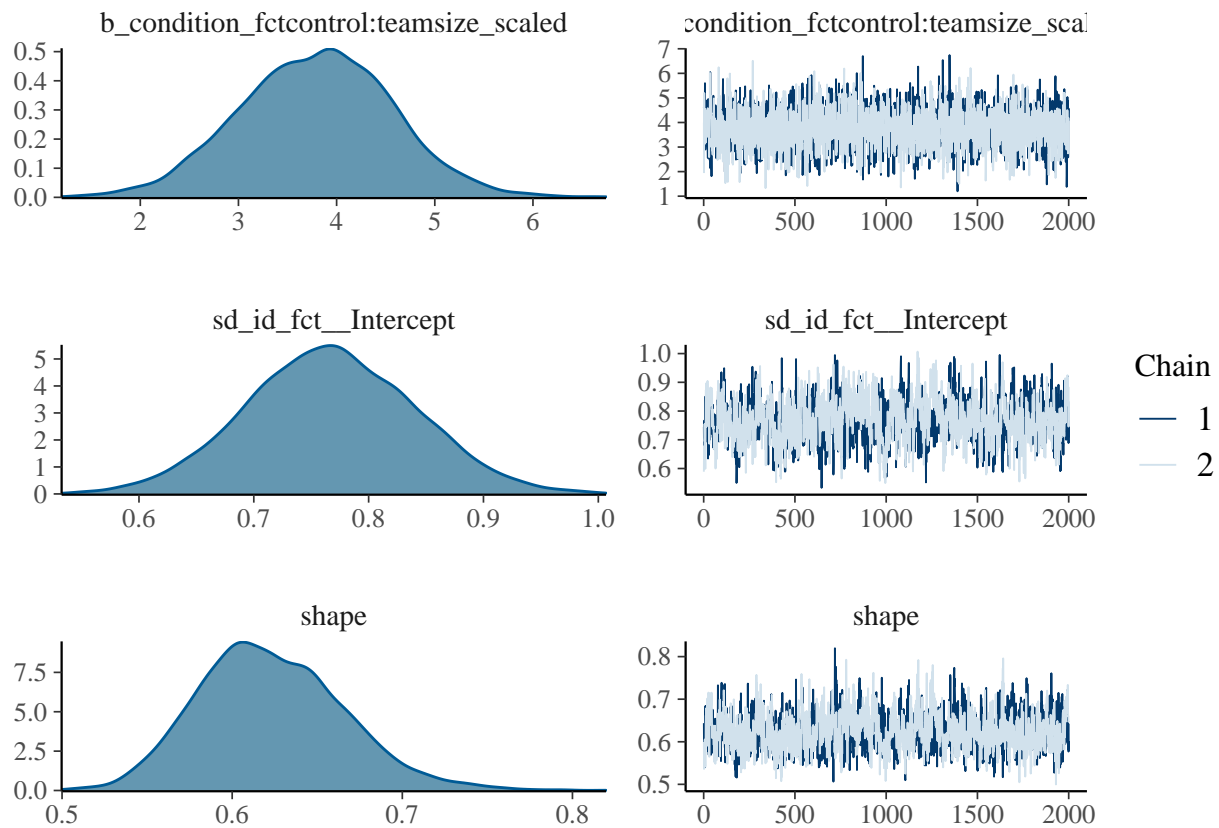 b_condition_fctcontrol:teamsize_scaled
condition_fctcontrol:teamsize_scal
0.5
0.4
0.3
0.2
0.1
0.0
2 3 4 5 6
7
6
5
4
3
2
1
0 500 1000 1500 2000
sd_id_fct__Intercept
sd_id_fct__Intercept
5
4
3
2
1
0
0.6 0.7 0.8 0.9 1.0
1.0
0.9
0.8
0.7
0.6
0 500 1000 1500 2000
Chain
1
2
shape
shape
7.5
5.0
2.5
0.0
0.5 0.6 0.7 0.8
0.8
0.7
0.6
0.5
0 500 1000 1500 2000